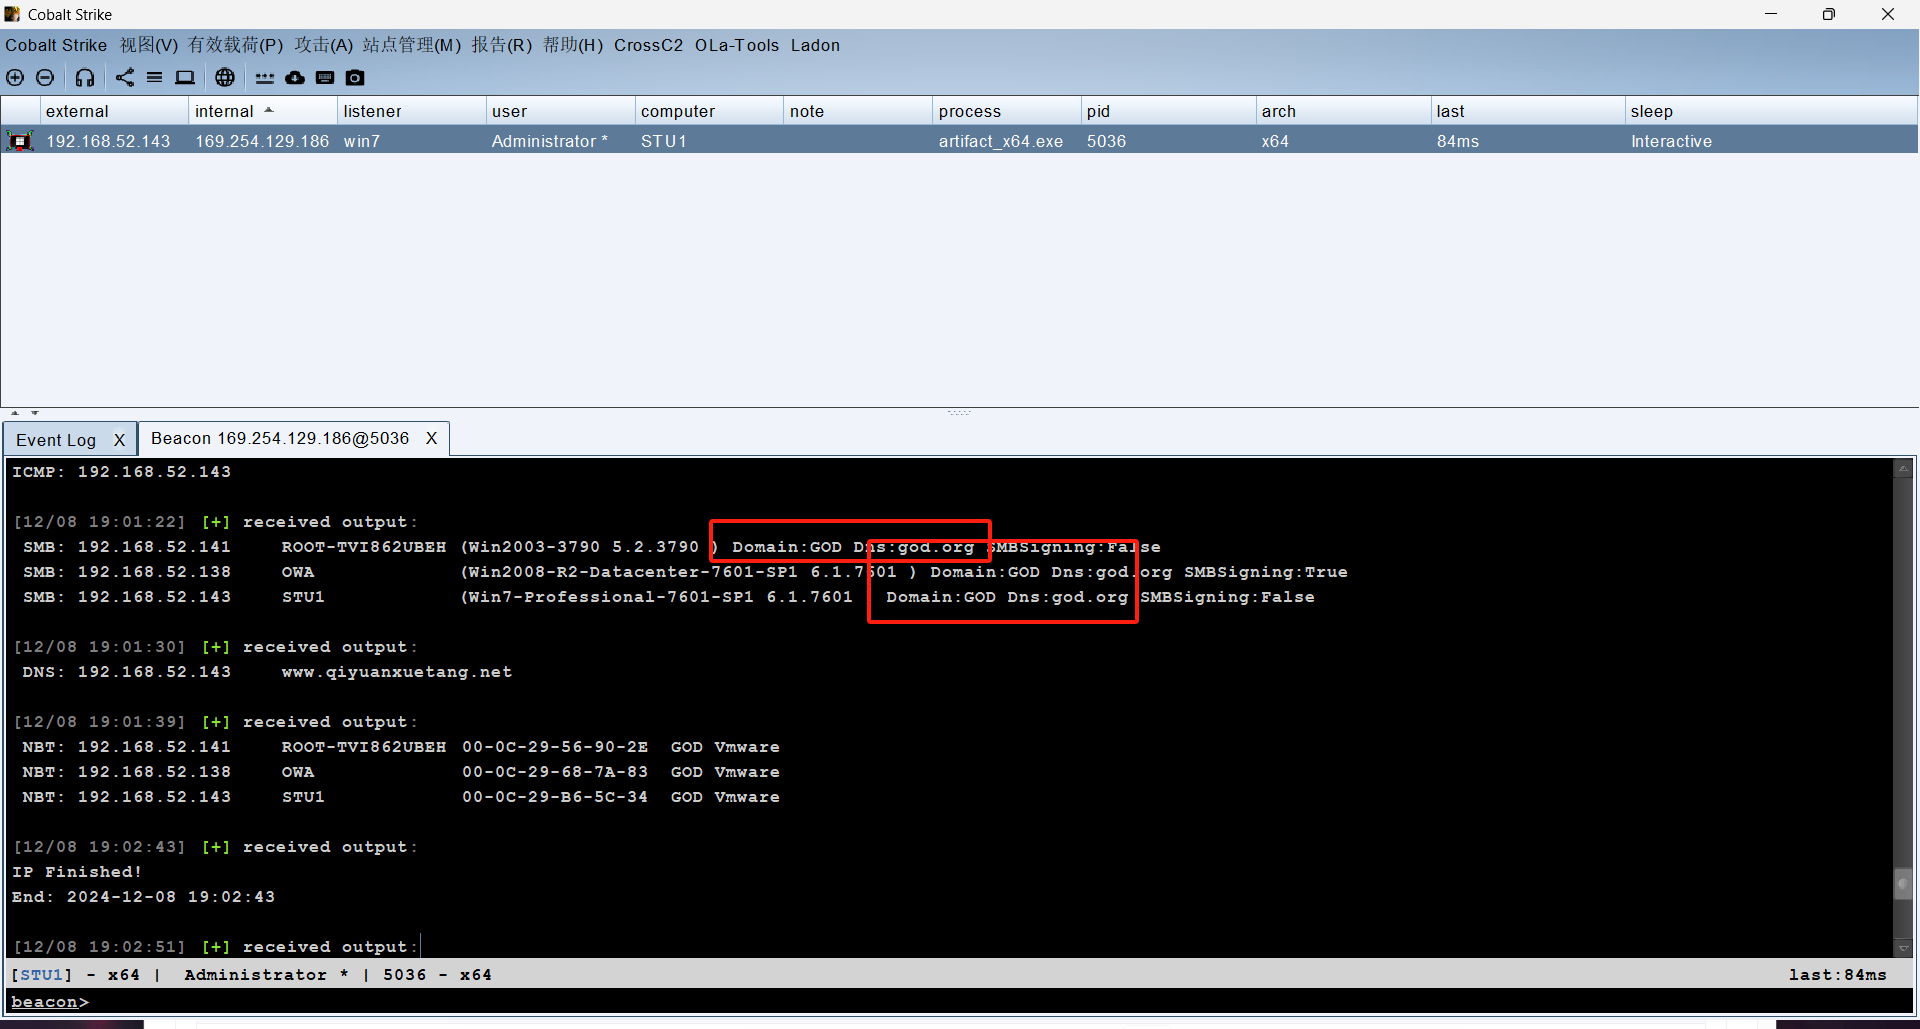 Cobalt Strike
Cobalt Strike 视图(V) 有效载荷(P) 攻击(A) 站点管理(M) 报告(R) 帮助(H) CrossC2 OLa-Tools Ladon
external internal listener user computer note process pid arch last sleep
192.168.52.143 169.254.129.186 win7 Administrator * STU1 artifact_x64.exe 5036 x64 84ms Interactive
Event Log X Beacon 169.254.129.186@5036 X
ICMP: 192.168.52.143
[12/08 19:01:22] [+] received output:
SMB: 192.168.52.141 ROOT-TVI862UBEH (Win2003-3790 5.2.3790 ) Domain:GOD Dns:god.org SMBSigning:False
SMB: 192.168.52.138 OWA (Win2008-R2-Datacenter-7601-SP1 6.1.7601 ) Domain:GOD Dns:god.org SMBSigning:True
SMB: 192.168.52.143 STU1 (Win7-Professional-7601-SP1 6.1.7601 Domain:GOD Dns:god.org SMBSigning:False
[12/08 19:01:30] [+] received output:
DNS: 192.168.52.143 www.qiyuanxuetang.net
[12/08 19:01:39] [+] received output:
NBT: 192.168.52.141 ROOT-TVI862UBEH 00-0C-29-56-90-2E GOD Vmware
NBT: 192.168.52.138 OWA 00-0C-29-68-7A-83 GOD Vmware
NBT: 192.168.52.143 STU1 00-0C-29-B6-5C-34 GOD Vmware
[12/08 19:02:43] [+] received output:
IP Finished!
End: 2024-12-08 19:02:43
[12/08 19:02:51] [+] received output:
[STU1] - x64 | Administrator * | 5036 - x64 last:84ms
beacon>